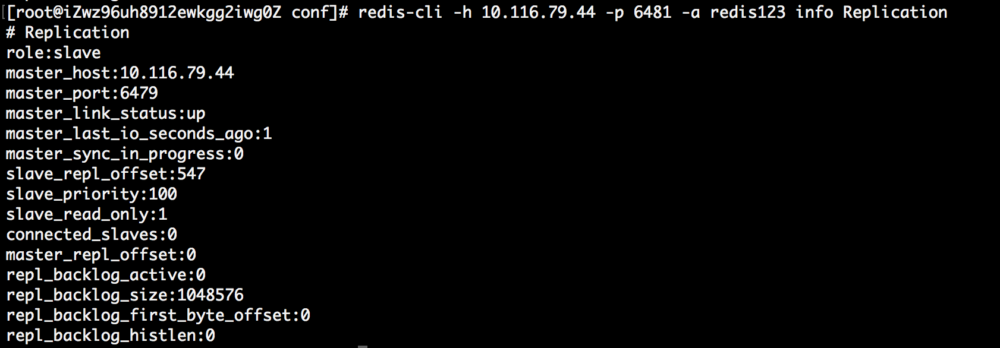 [root@iZwz96uh8912ewkgg2iwg0Z conf]# redis-cli -h 10.116.79.44 -p 6481 -a redis123 info Replication
# Replication
role:slave
master_host:10.116.79.44
master_port:6479
master_link_status:up
master_last_io_seconds_ago:1
master_sync_in_progress:0
slave_repl_offset:547
slave_priority:100
slave_read_only:1
connected_slaves:0
master_repl_offset:0
repl_backlog_active:0
repl_backlog_size:1048576
repl_backlog_first_byte_offset:0
repl_backlog_histlen:0